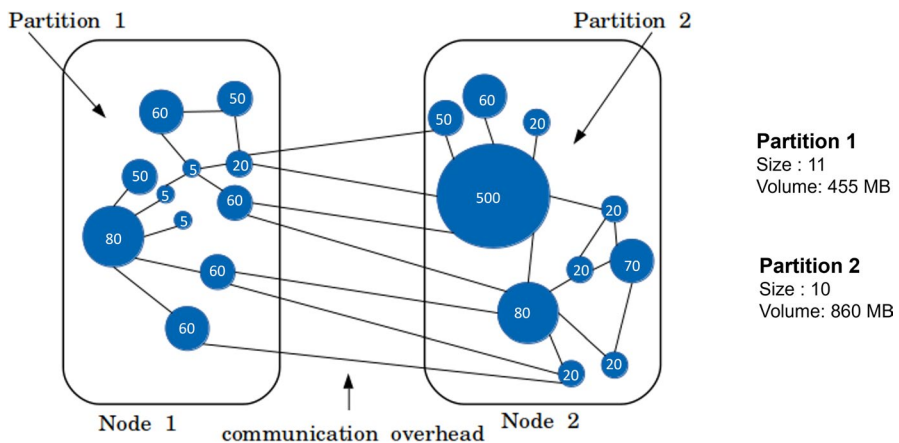 Partition 1
Partition 2
60
50
5
20
50
5
60
5
80
60
60
50
60
20
500
20
20
70
80
20
20
Partition 1
Size : 11
Volume: 455 MB
Partition 2
Size : 10
Volume: 860 MB
Node 1
Node 2
communication overhead